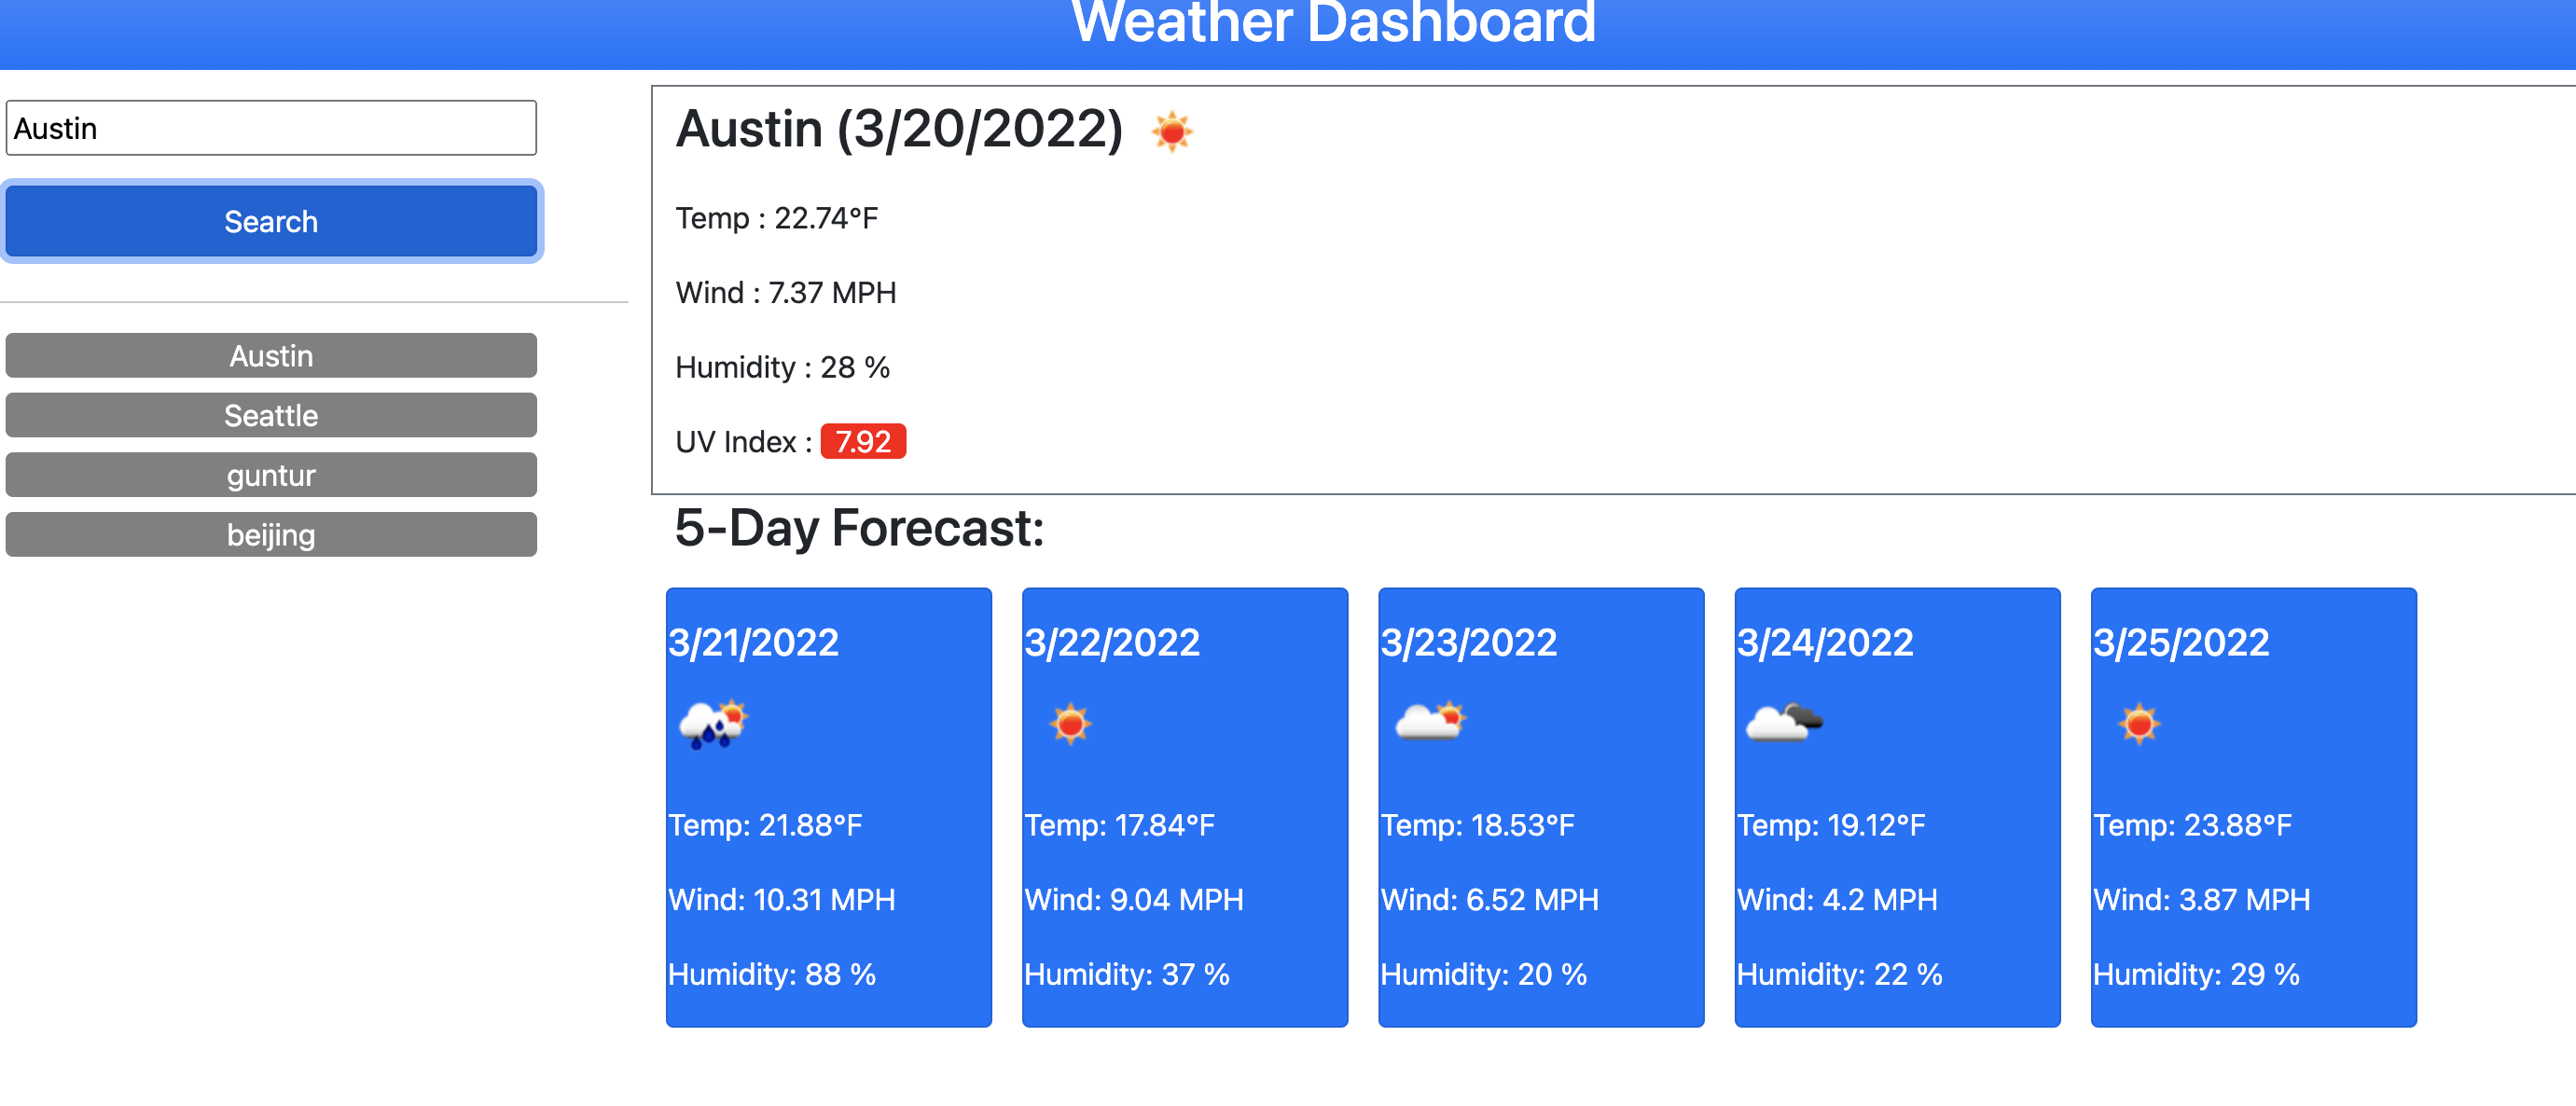 Weather Dashboard
Austin
Search
Austin
Seattle
guntur
beijing
Austin (3/20/2022)
Temp : 22.74°F
Wind : 7.37 MPH
Humidity : 28 %
UV Index : 7.92
5-Day Forecast:
3/21/2022
Temp: 21.88°F
Wind: 10.31 MPH
Humidity: 88 %
3/22/2022
Temp: 17.84°F
Wind: 9.04 MPH
Humidity: 37 %
3/23/2022
Temp: 18.53°F
Wind: 6.52 MPH
Humidity: 20 %
3/24/2022
Temp: 19.12°F
Wind: 4.2 MPH
Humidity: 22 %
3/25/2022
Temp: 23.88°F
Wind: 3.87 MPH
Humidity: 29 %